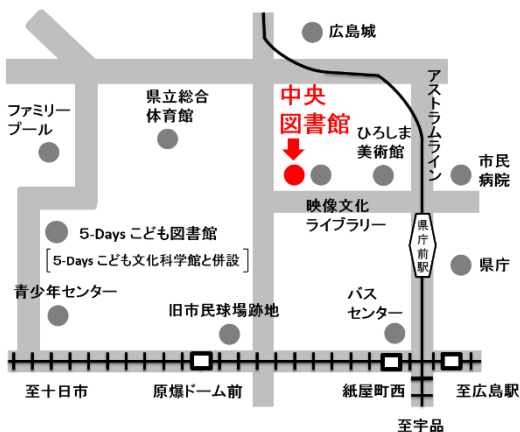 広島城
ファミリー
プール
県立総合
体育館
中央
図書館
ひろしま
美術館
アストラムライン
市民
病院
映像文化
ライブラリー
5-Days こども図書館
[5-Days こども文化科学館と併設]
県庁前駅
県庁
青少年センター
旧市民球場跡地
バス
センター
至十日市
原爆ドーム前
紙屋町西
至広島駅
至宇品